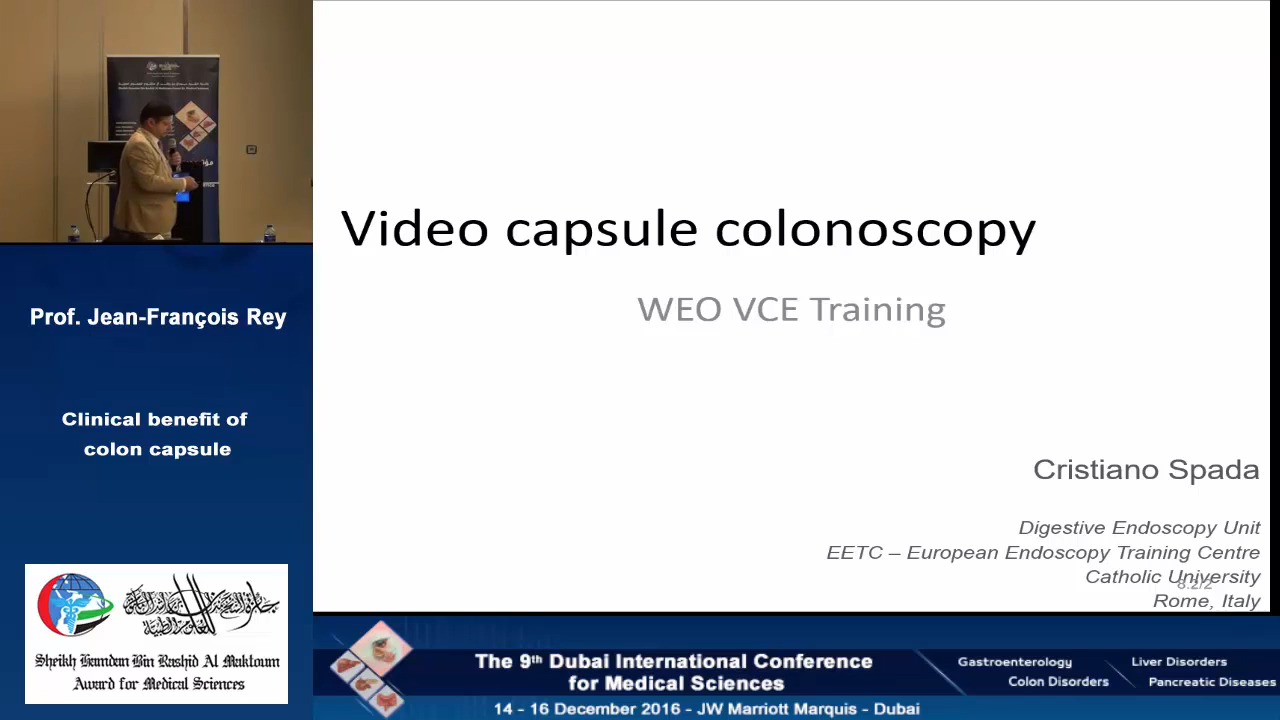 Prof. Jean-François Rey
Clinical benefit of
colon capsule
Sheikh Hamdan Bin Rashid Al Maktoum
Award for Medical Sciences
Video capsule colonoscopy
WEO VCE Training
Cristiano Spada
Digestive Endoscopy Unit
EETC – European Endoscopy Training Centre
Catholic University
8.2/2
Rome, Italy
The 9th Dubai International Conference
for Medical Sciences
14 - 16 December 2016 - JW Marriott Marquis - Dubai
Gastroenterology
Liver Disorders
Colon Disorders
Pancreatic Diseases